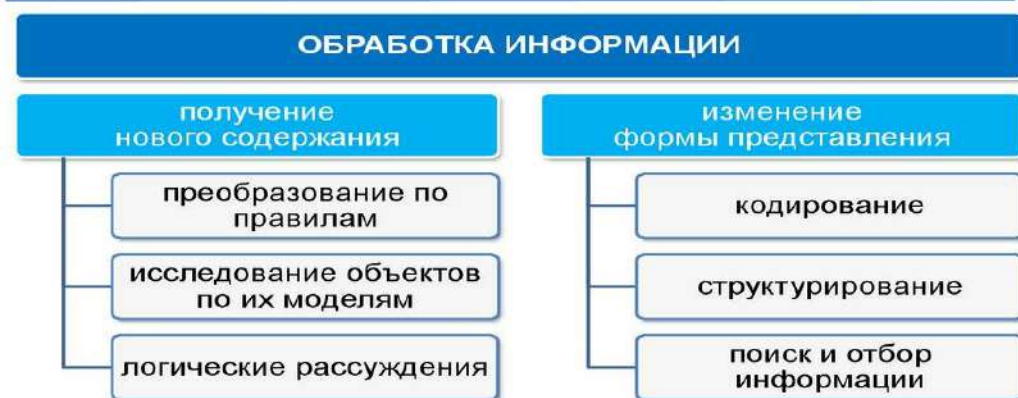 ОБРАБОТКА ИНФОРМАЦИИ
получение
нового содержания
преобразование по
правилам
исследование объектов
по их моделям
логические рассуждения
изменение
формы представления
кодирование
структурирование
поиск и отбор
информации